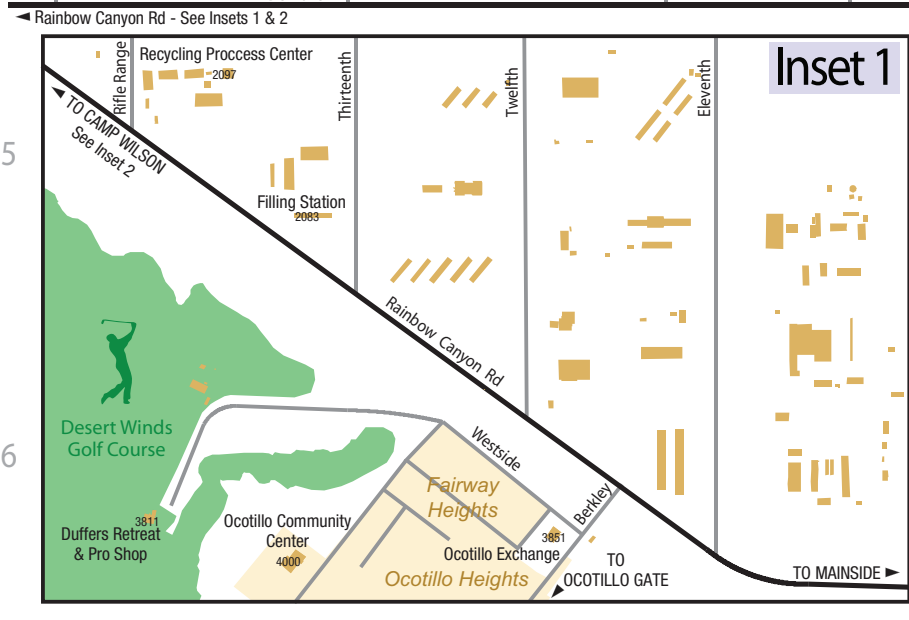 ◄ Rainbow Canyon Rd - See Insets 1 & 2
Inset 1
Rifle Range
Recycling Proccess Center
2097
Thirteenth
Twelfth
Eleventh
◄ TO CAMP WILSON
See Inset 2
5
Filling Station
2083
Rainbow Canyon Rd
Desert Winds
Golf Course
6
Westside
Fairway
Heights
Berkley
3811
Duffers Retreat
& Pro Shop
Ocotillo Community
Center
4000
3851
Ocotillo Exchange
Ocotillo Heights
TO
OCOTILLO GATE
TO MAINSIDE ►